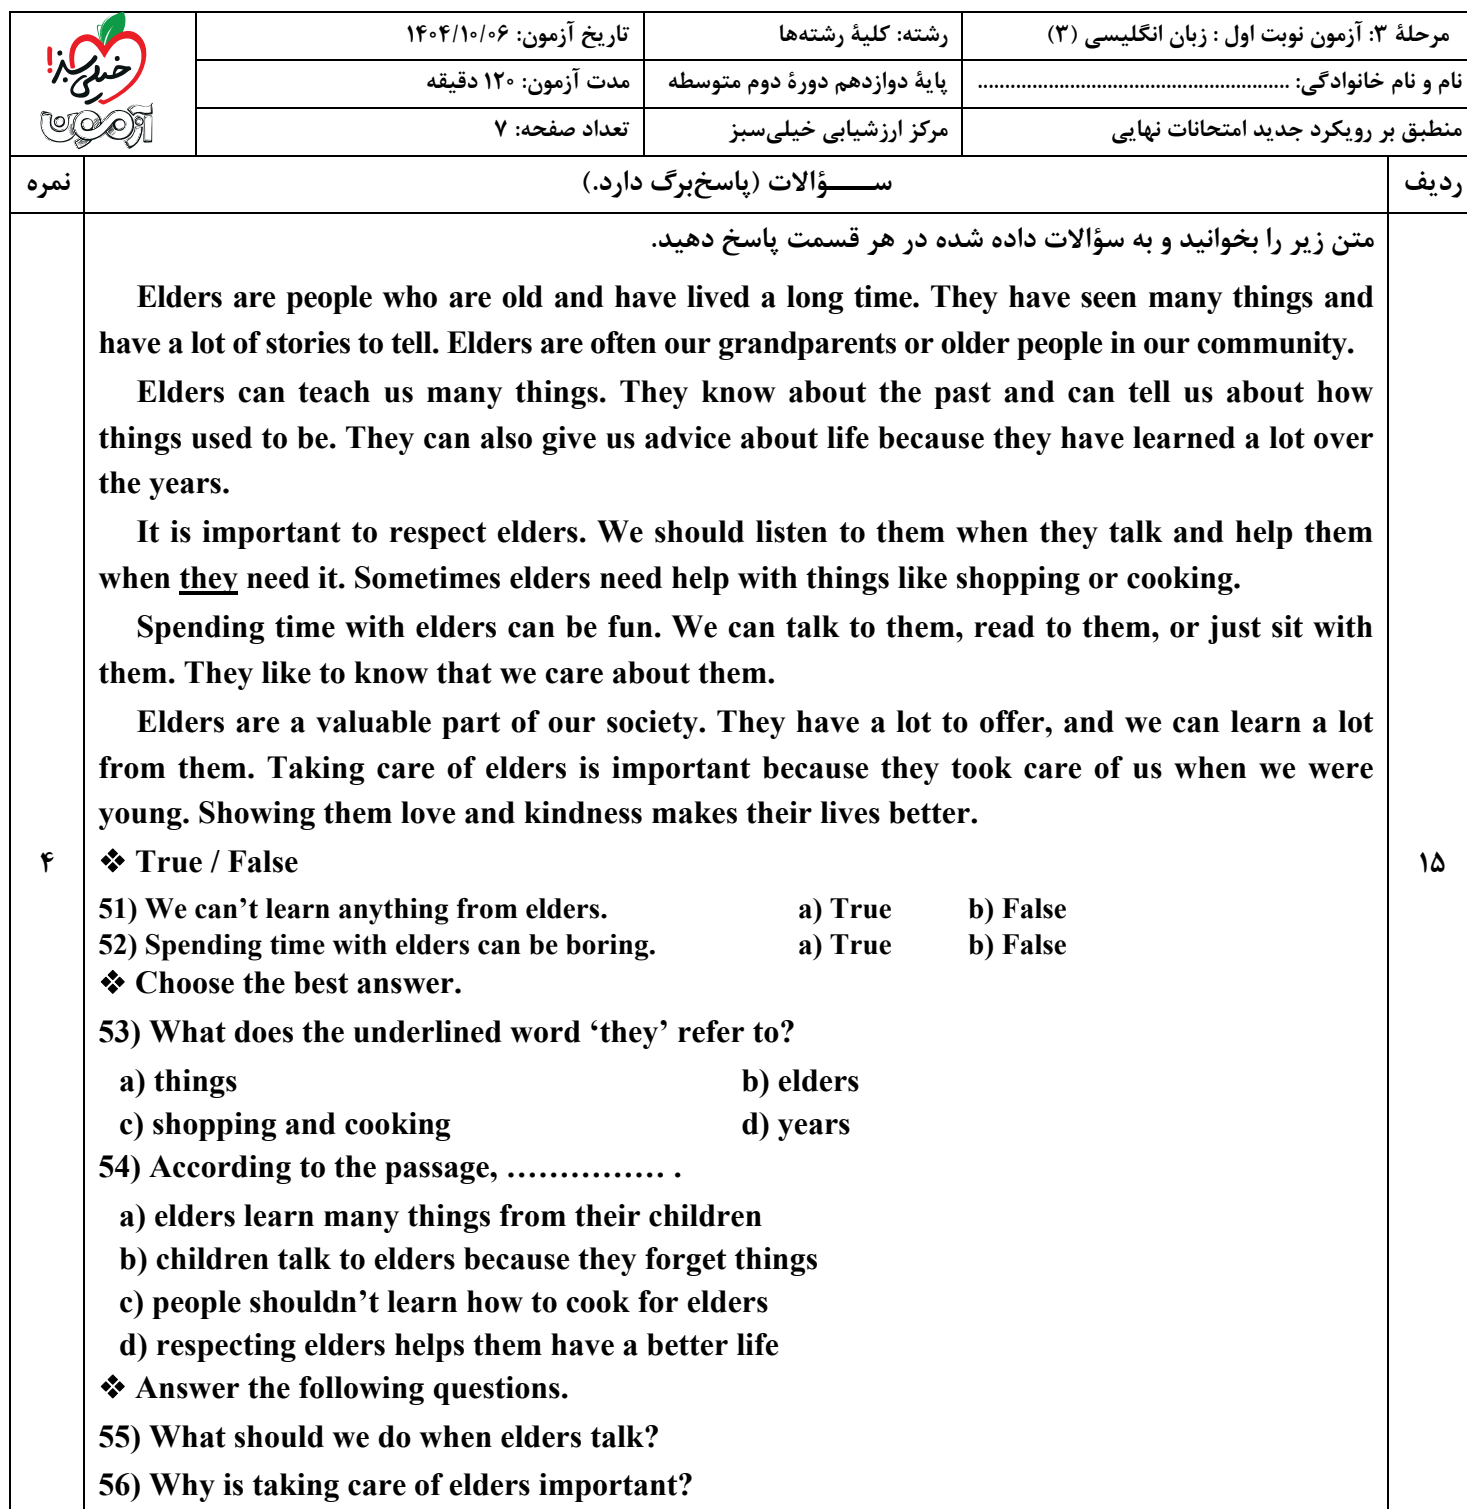 مرحلهٔ ۳: آزمون نوبت اول : زبان انگلیسی (۳)
رشته: کلیهٔ رشته‌ها
تاریخ آزمون: ۱۴۰۴/۱۰/۰۶
خیلی سبز!
آزمون
نام و نام خانوادگی: ..........................................................
پایهٔ دوازدهم دورهٔ دوم متوسطه
مدت آزمون: ۱۲۰ دقیقه
منطبق بر رویکرد جدید امتحانات نهایی
مرکز ارزشیابی خیلی‌سبز
تعداد صفحه: ۷
ردیف
ســـــؤالات (پاسخ‌برگ دارد.)
نمره
متن زیر را بخوانید و به سؤالات داده شده در هر قسمت پاسخ دهید.
Elders are people who are old and have lived a long time. They have seen many things and
have a lot of stories to tell. Elders are often our grandparents or older people in our community.
Elders can teach us many things. They know about the past and can tell us about how
things used to be. They can also give us advice about life because they have learned a lot over
the years.
It is important to respect elders. We should listen to them when they talk and help them
when they need it. Sometimes elders need help with things like shopping or cooking.
Spending time with elders can be fun. We can talk to them, read to them, or just sit with
them. They like to know that we care about them.
Elders are a valuable part of our society. They have a lot to offer, and we can learn a lot
from them. Taking care of elders is important because they took care of us when we were
young. Showing them love and kindness makes their lives better.
۱۵
❖ True / False
۴
51) We can’t learn anything from elders. a) True b) False
52) Spending time with elders can be boring. a) True b) False
❖ Choose the best answer.
53) What does the underlined word ‘they’ refer to?
a) things b) elders
c) shopping and cooking d) years
54) According to the passage, …………… .
a) elders learn many things from their children
b) children talk to elders because they forget things
c) people shouldn’t learn how to cook for elders
d) respecting elders helps them have a better life
❖ Answer the following questions.
55) What should we do when elders talk?
56) Why is taking care of elders important?